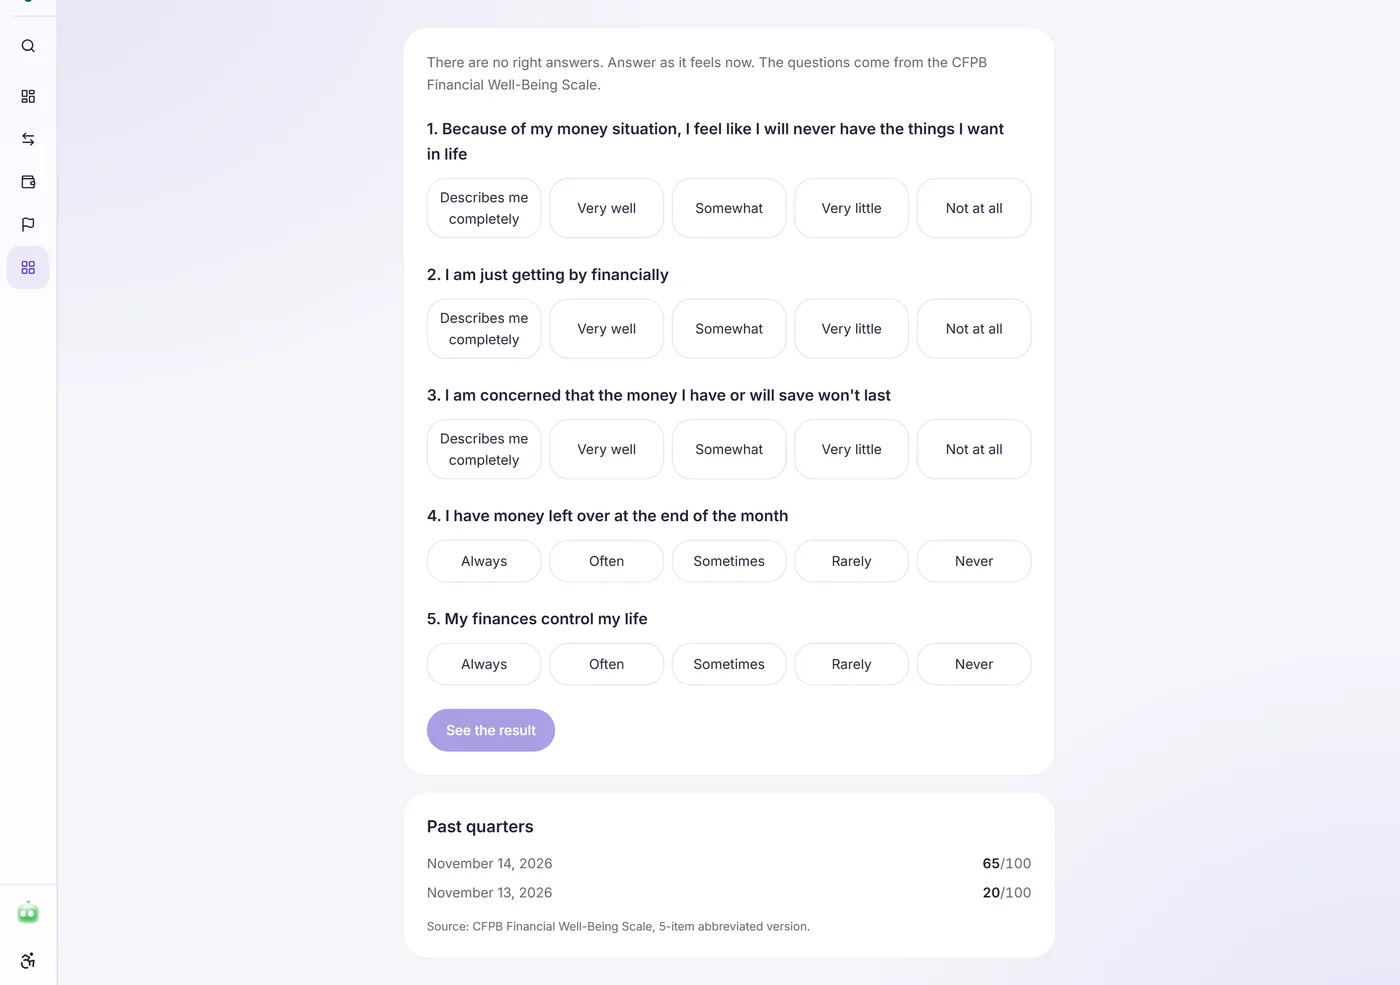 There are no right answers. Answer as it feels now. The questions come from the CFPB
Financial Well-Being Scale.
1. Because of my money situation, I feel like I will never have the things I want
in life
Describes me
completely
Very well
Somewhat
Very little
Not at all
2. I am just getting by financially
Describes me
completely
Very well
Somewhat
Very little
Not at all
3. I am concerned that the money I have or will save won't last
Describes me
completely
Very well
Somewhat
Very little
Not at all
4. I have money left over at the end of the month
Always
Often
Sometimes
Rarely
Never
5. My finances control my life
Always
Often
Sometimes
Rarely
Never
See the result
Past quarters
November 14, 2026 65/100
November 13, 2026 20/100
Source: CFPB Financial Well-Being Scale, 5-item abbreviated version.